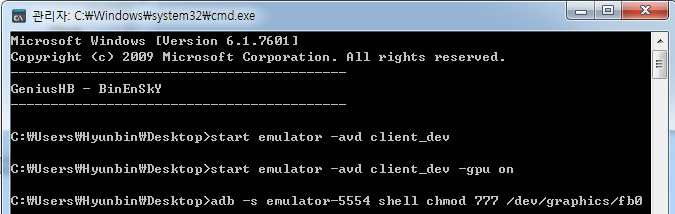 관리자: C:\Windows\system32\cmd.exe
Microsoft Windows [Version 6.1.7601]
Copyright (c) 2009 Microsoft Corporation. All rights reserved.
------------------------------------------
GeniusHB - BinEnSkY
------------------------------------------
C:₩Users₩Hyunbin₩Desktop>start emulator -avd client_dev
C:₩Users₩Hyunbin₩Desktop>start emulator -avd client_dev -gpu on
C:₩Users₩Hyunbin₩Desktop>adb -s emulator-5554 shell chmod 777 /dev/graphics/fb0